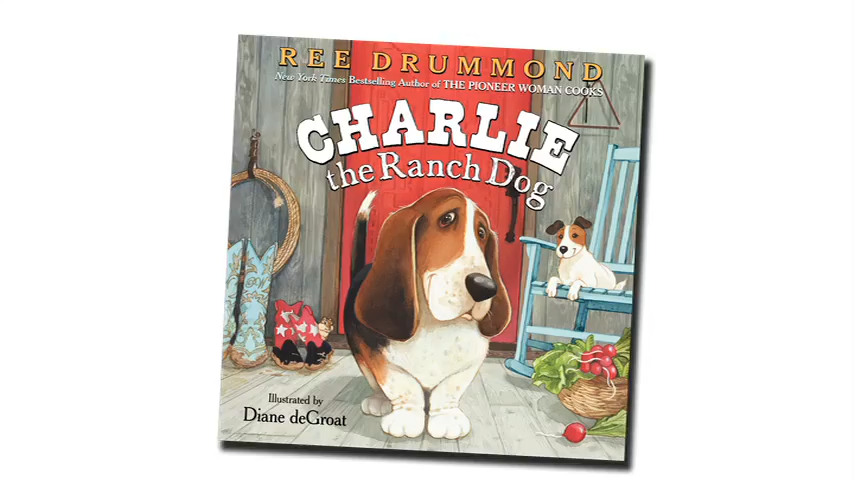 REE DRUMMOND
New York Times Bestselling Author of THE PIONEER WOMAN COOKS
CHARLIE
the Ranch Dog
Illustrated by
Diane deGroat